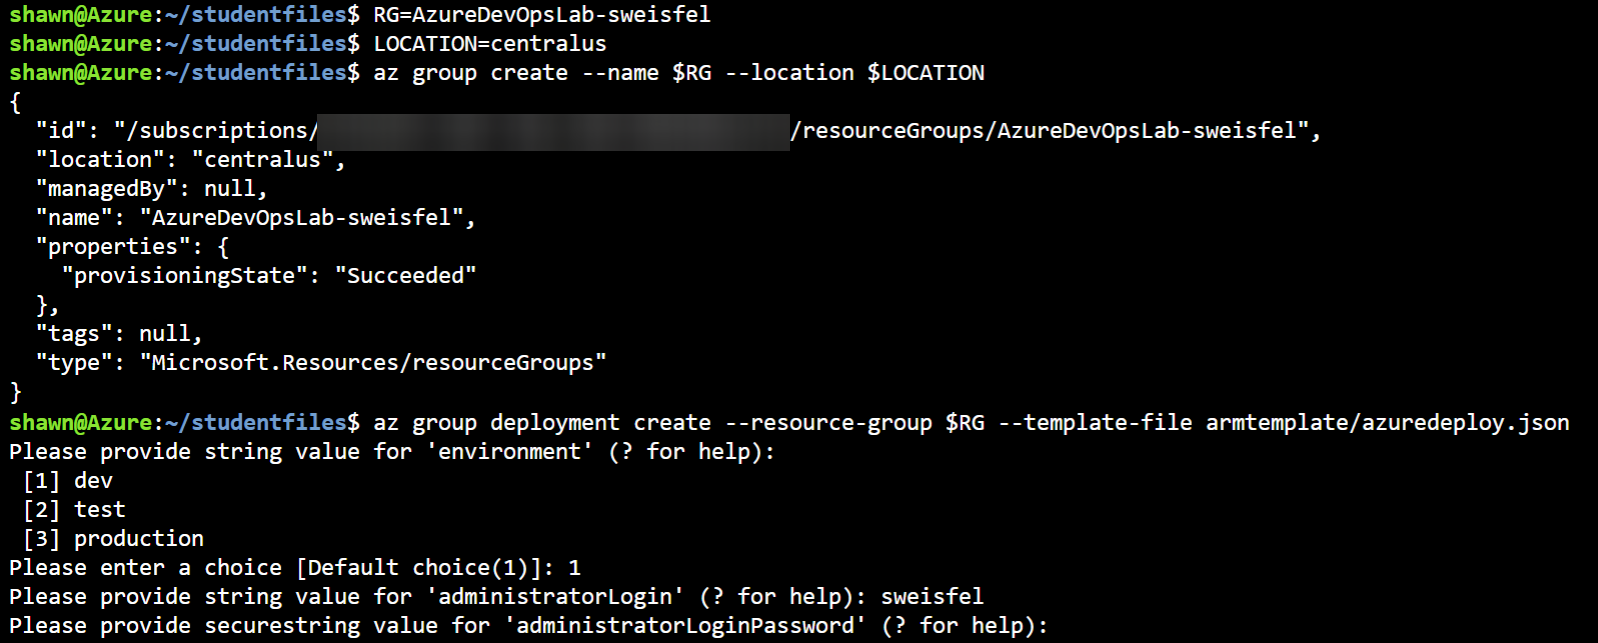 shawn@Azure:~/studentfiles$ RG=AzureDevOpsLab-sweisfel
shawn@Azure:~/studentfiles$ LOCATION=centralus
shawn@Azure:~/studentfiles$ az group create --name $RG --location $LOCATION
{
  "id": "/subscriptions/ /resourceGroups/AzureDevOpsLab-sweisfel",
  "location": "centralus",
  "managedBy": null,
  "name": "AzureDevOpsLab-sweisfel",
  "properties": {
    "provisioningState": "Succeeded"
  },
  "tags": null,
  "type": "Microsoft.Resources/resourceGroups"
}
shawn@Azure:~/studentfiles$ az group deployment create --resource-group $RG --template-file armtemplate/azuredeploy.json
Please provide string value for 'environment' (? for help):
 [1] dev
 [2] test
 [3] production
Please enter a choice [Default choice(1)]: 1
Please provide string value for 'administratorLogin' (? for help): sweisfel
Please provide securestring value for 'administratorLoginPassword' (? for help):